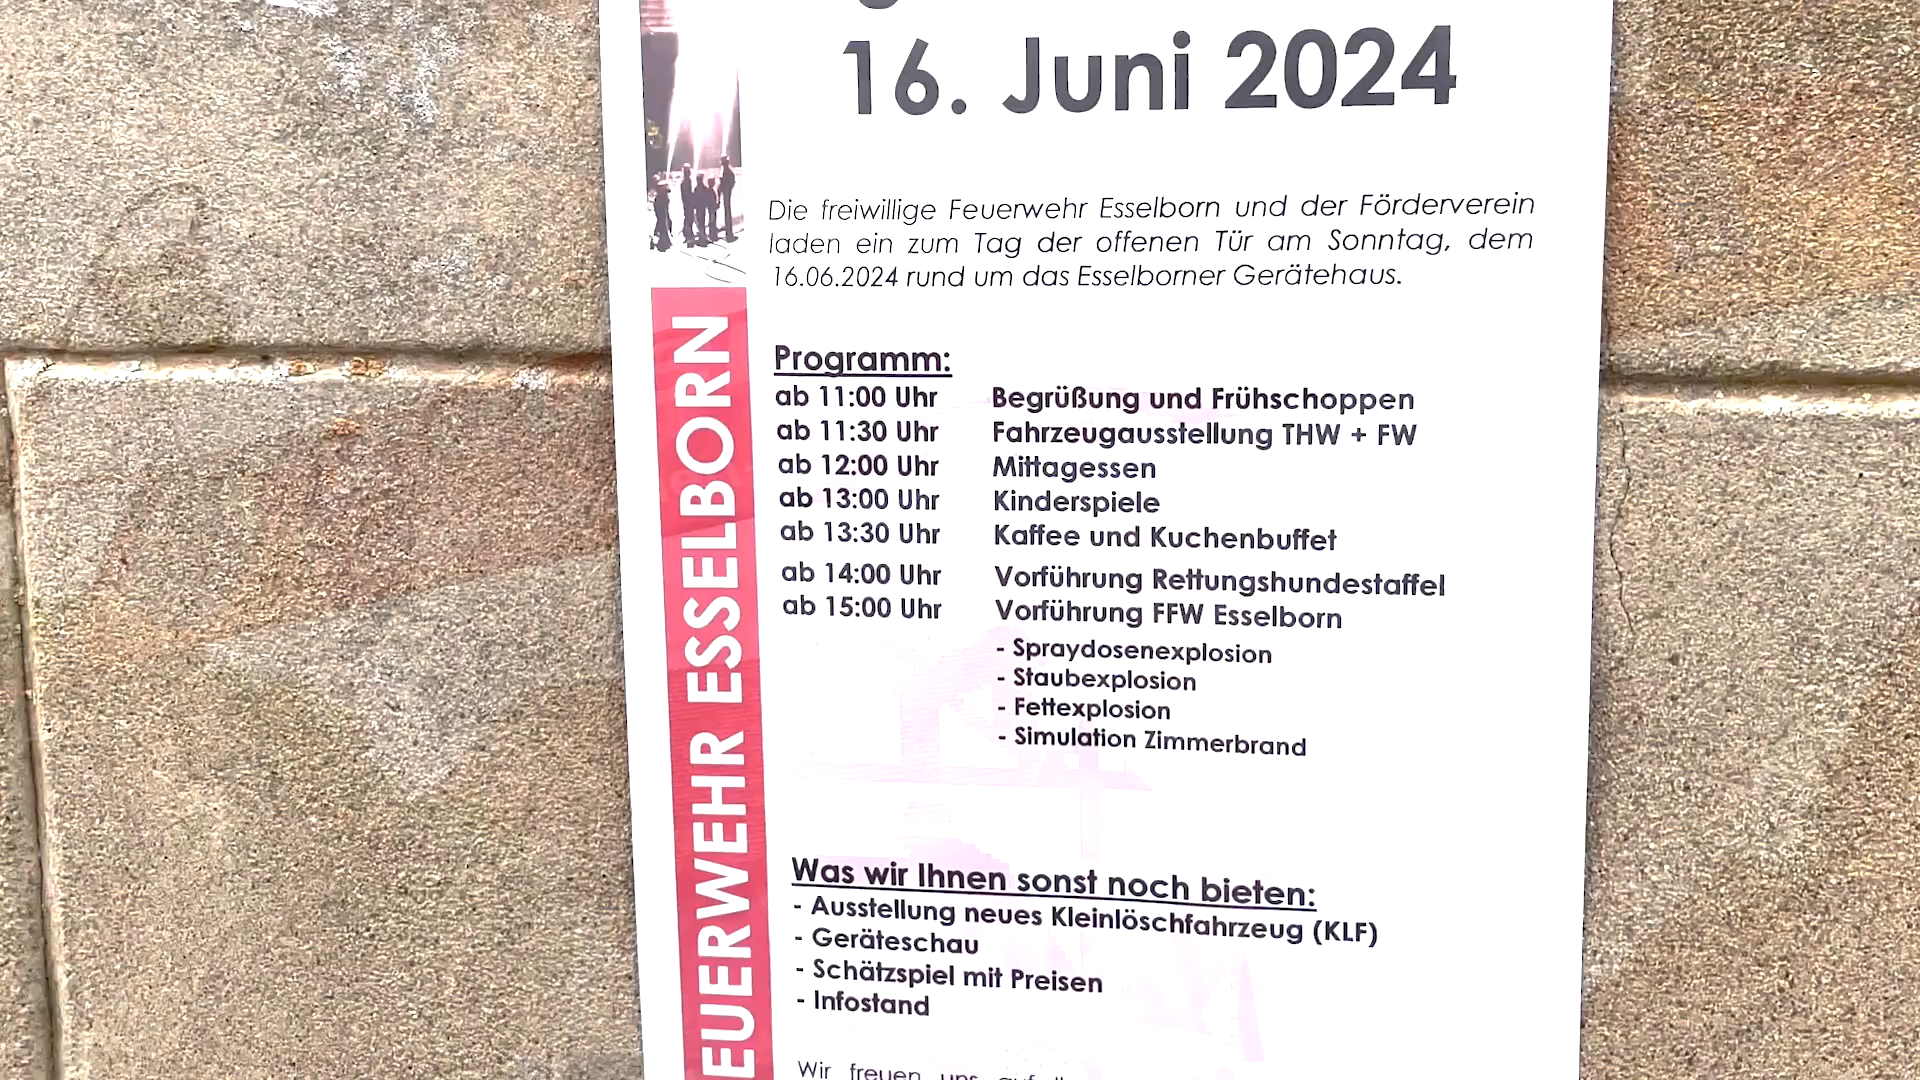 16. Juni 2024
Die freiwillige Feuerwehr Esselborn und der Förderverein
laden ein zum Tag der offenen Tür am Sonntag, dem
16.06.2024 rund um das Esselborner Gerätehaus.
Programm:
ab 11:00 Uhr Begrüßung und Frühschoppen
ab 11:30 Uhr Fahrzeugausstellung THW + FW
ab 12:00 Uhr Mittagessen
ab 13:00 Uhr Kinderspiele
ab 13:30 Uhr Kaffee und Kuchenbuffet
ab 14:00 Uhr Vorführung Rettungshundestaffel
ab 15:00 Uhr Vorführung FFW Esselborn
- Spraydosenexplosion
- Staubexplosion
- Fettexplosion
- Simulation Zimmerbrand
Was wir Ihnen sonst noch bieten:
- Ausstellung neues Kleinlöschfahrzeug (KLF)
- Geräteschau
- Schätzspiel mit Preisen
- Infostand
Wir freuen uns auf
EUERWEHR ESSELBORN